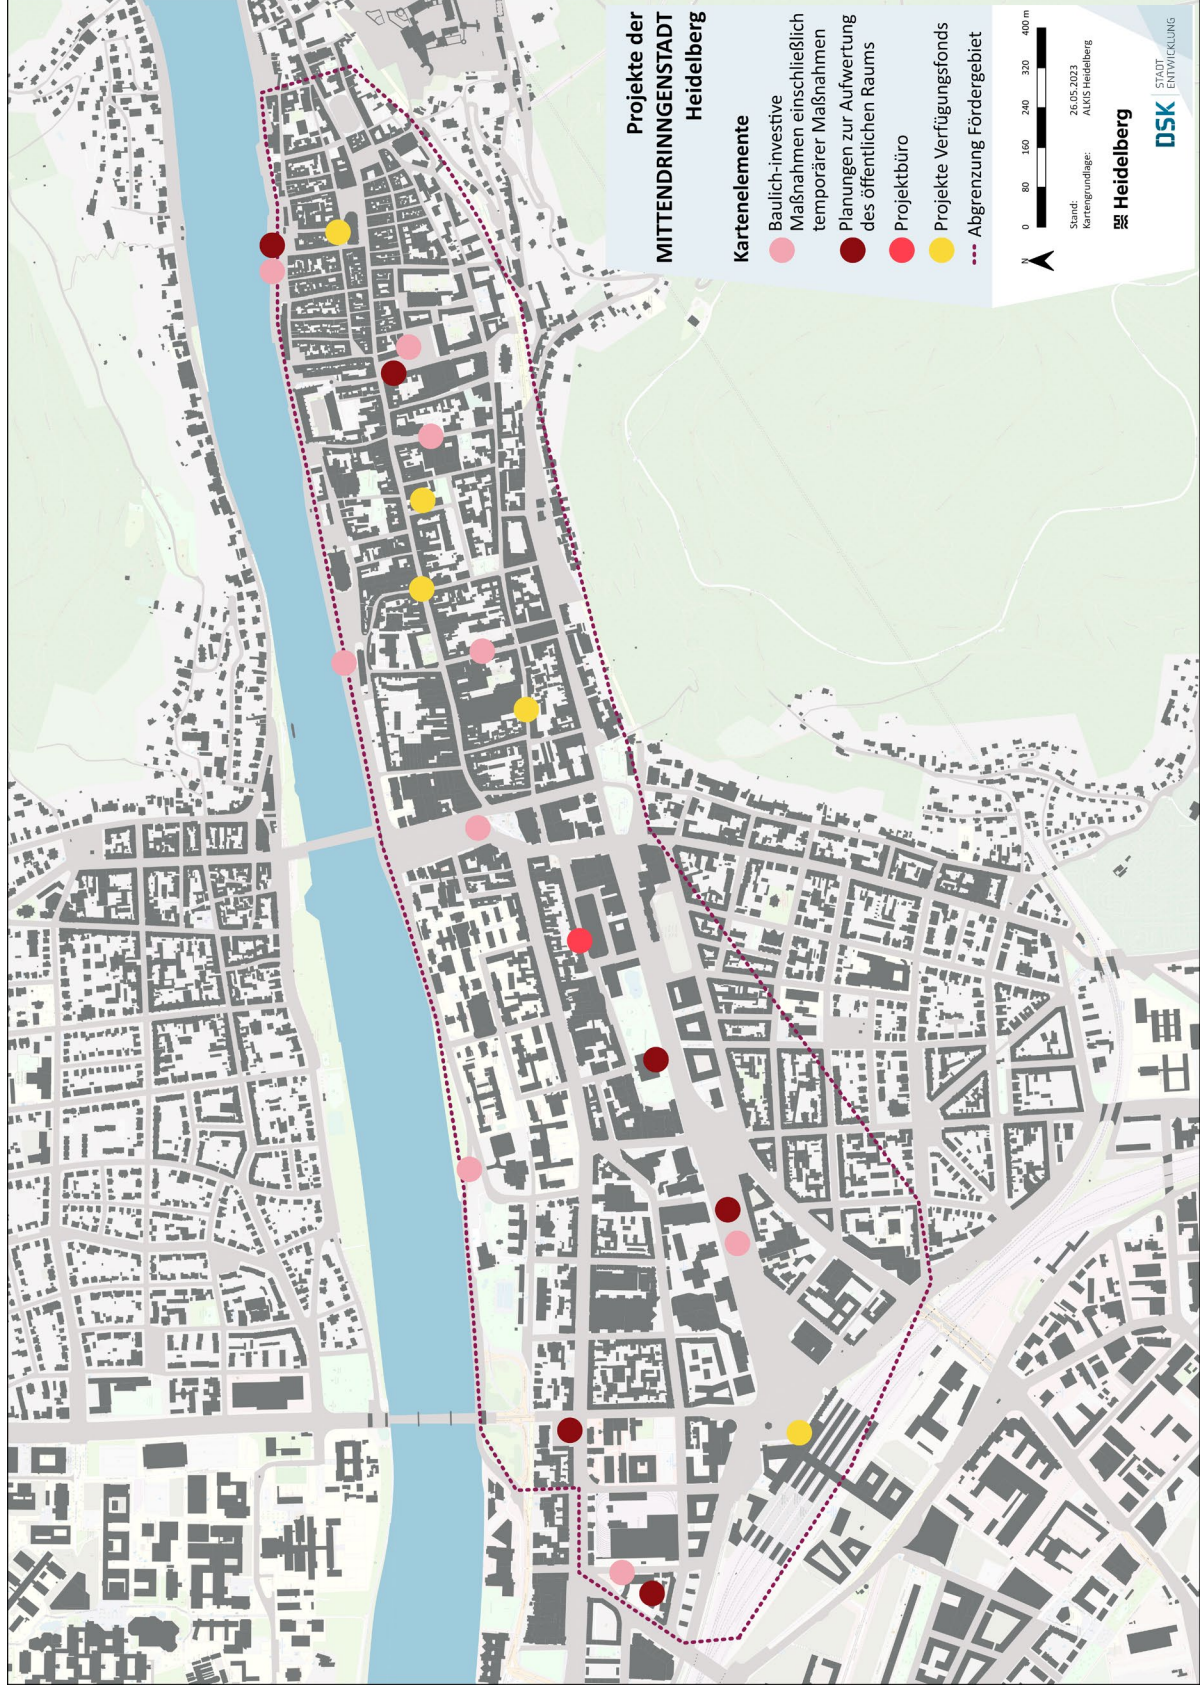 Projekte der
MITTENDRINNGENSTADT
Heidelberg
Kartenelemente
Baulich-investive
Maßnahmen einschließlich
temporärer Maßnahmen
Planungen zur Aufwertung
des öffentlichen Raums
Projektbüro
Projekte Verfügungsfonds
Abgrenzung Fördergebiet
N
0 80 160 240 320 400 m
Stand: 26.05.2023
Kartengrundlage: ALKIS Heidelberg
Heidelberg
DSK STADT
ENTWICKLUNG